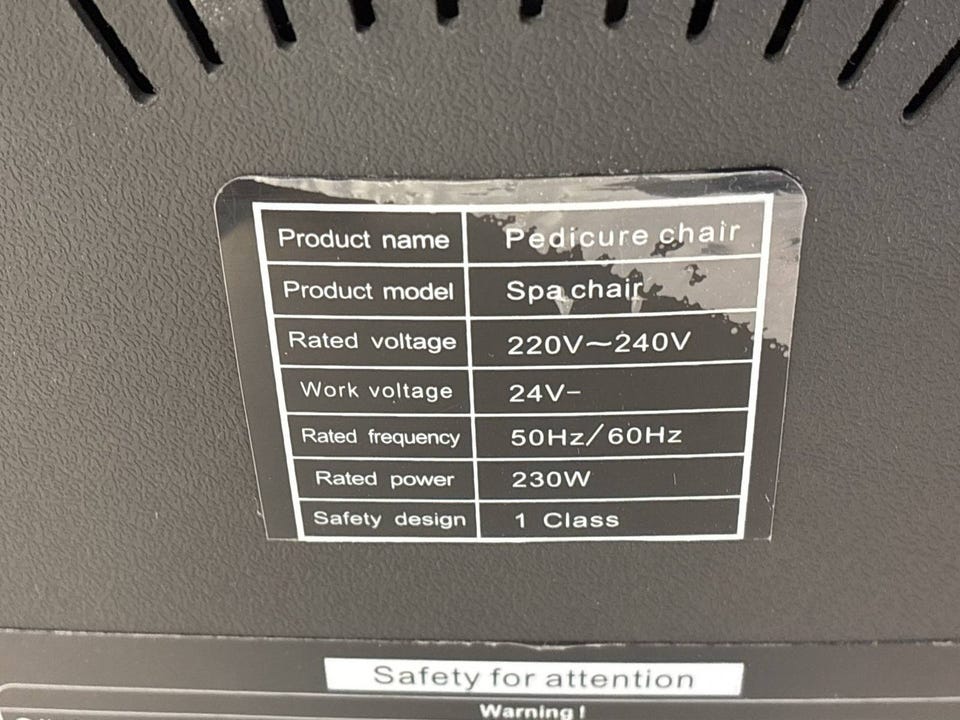 Product name Pedicure chair
Product model Spa chair
Rated voltage 220V~240V
Work voltage 24V-
Rated frequency 50Hz/60Hz
Rated power 230W
Safety design 1 Class
Safety for attention
Warning!